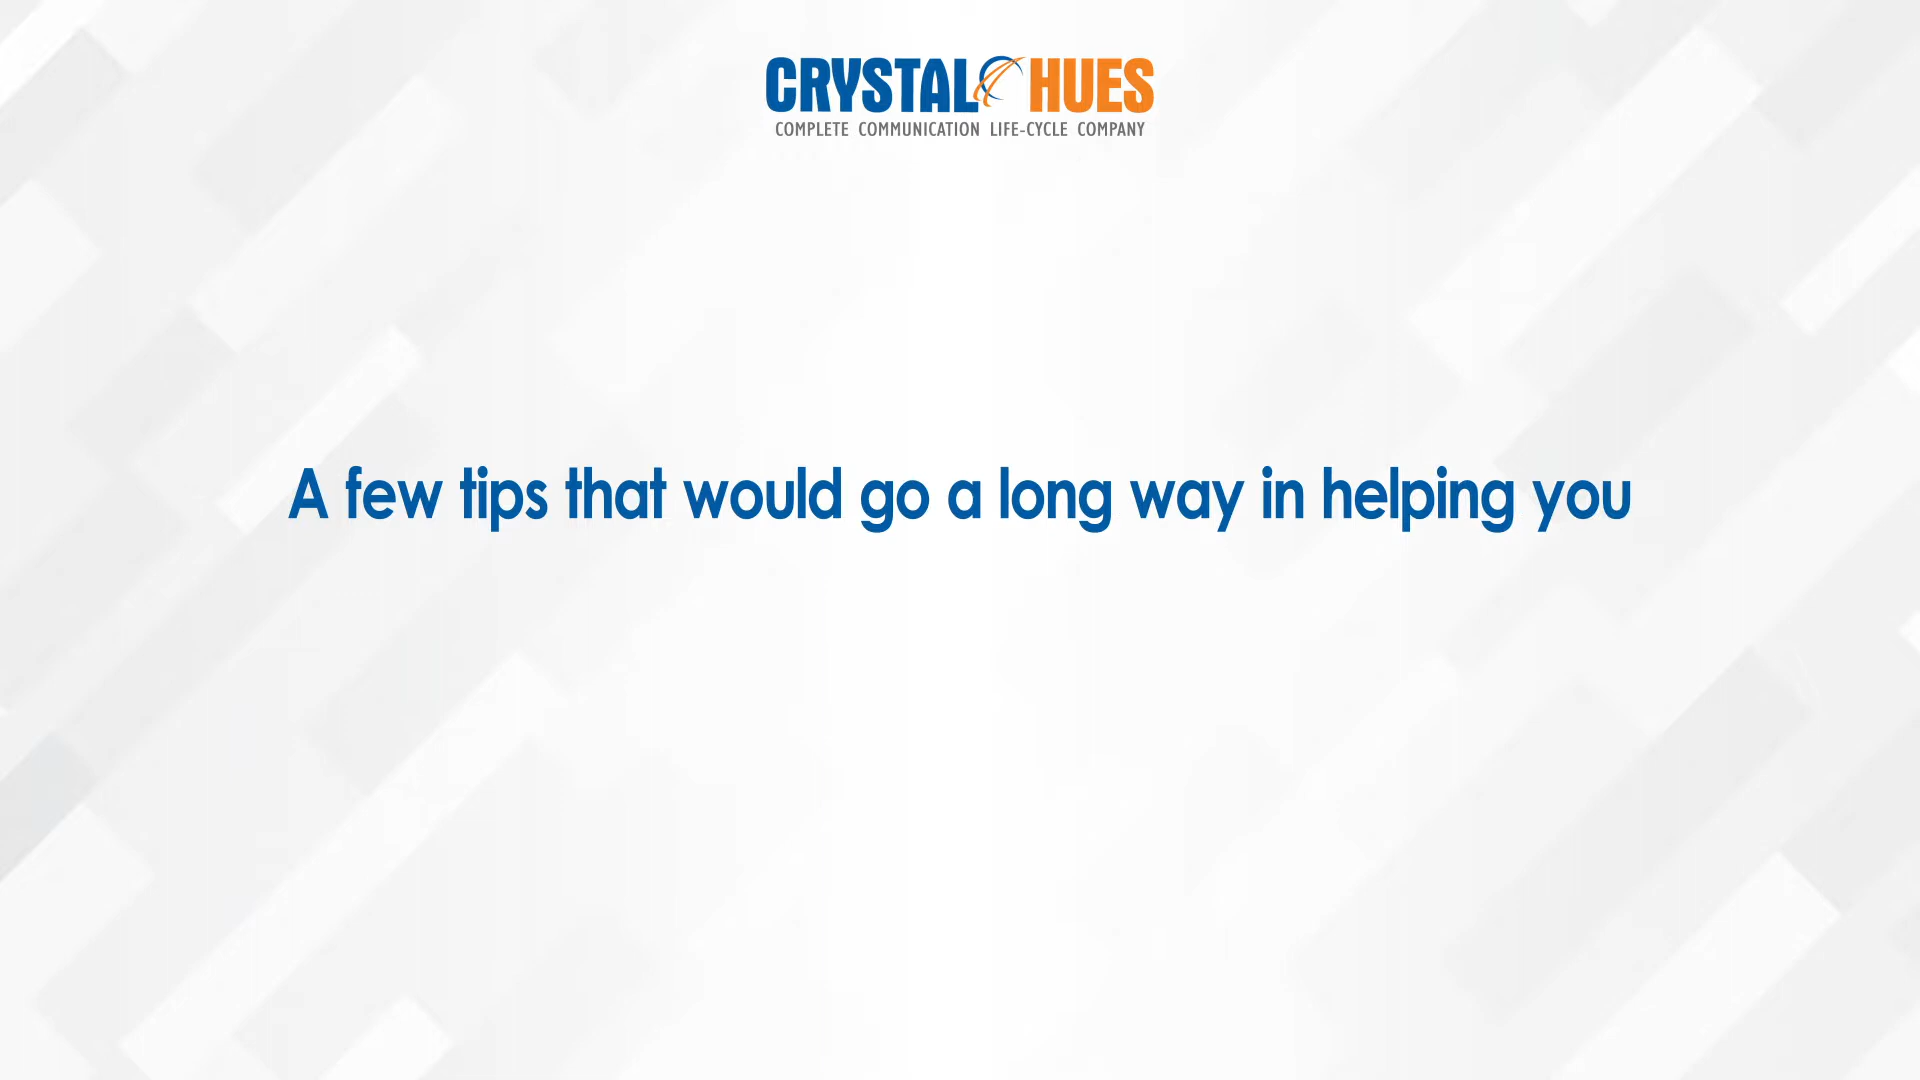 CRYSTAL HUES
COMPLETE COMMUNICATION LIFE-CYCLE COMPANY
A few tips that would go a long way in helping you